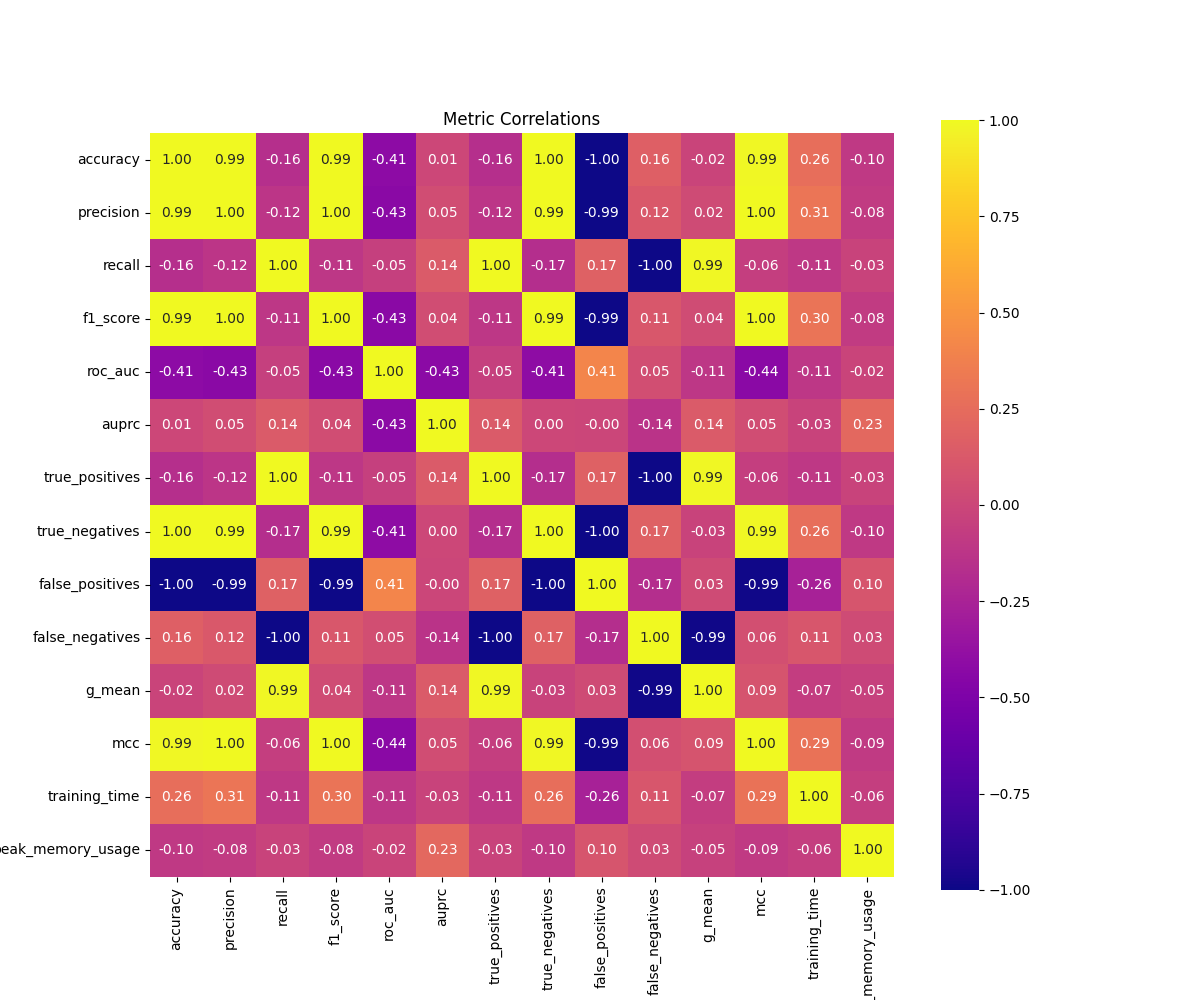 Metric Correlations
accuracy 1.00 0.99 -0.16 0.99 -0.41 0.01 -0.16 1.00 -1.00 0.16 -0.02 0.99 0.26 -0.10
precision 0.99 1.00 -0.12 1.00 -0.43 0.05 -0.12 0.99 -0.99 0.12 0.02 1.00 0.31 -0.08
recall -0.16 -0.12 1.00 -0.11 -0.05 0.14 1.00 -0.17 0.17 -1.00 0.99 -0.06 -0.11 -0.03
f1_score 0.99 1.00 -0.11 1.00 -0.43 0.04 -0.11 0.99 -0.99 0.11 0.04 1.00 0.30 -0.08
roc_auc -0.41 -0.43 -0.05 -0.43 1.00 -0.43 -0.05 -0.41 0.41 0.05 -0.11 -0.44 -0.11 -0.02
auprc 0.01 0.05 0.14 0.04 -0.43 1.00 0.14 0.00 -0.00 -0.14 0.14 0.05 -0.03 0.23
true_positives -0.16 -0.12 1.00 -0.11 -0.05 0.14 1.00 -0.17 0.17 -1.00 0.99 -0.06 -0.11 -0.03
true_negatives 1.00 0.99 -0.17 0.99 -0.41 0.00 -0.17 1.00 -1.00 0.17 -0.03 0.99 0.26 -0.10
false_positives -1.00 -0.99 0.17 -0.99 0.41 -0.00 0.17 -1.00 1.00 -0.17 0.03 -0.99 -0.26 0.10
false_negatives 0.16 0.12 -1.00 0.11 0.05 -0.14 -1.00 0.17 -0.17 1.00 -0.99 0.06 0.11 0.03
g_mean -0.02 0.02 0.99 0.04 -0.11 0.14 0.99 -0.03 0.03 -0.99 1.00 0.09 -0.07 -0.05
mcc 0.99 1.00 -0.06 1.00 -0.44 0.05 -0.06 0.99 -0.99 0.06 0.09 1.00 0.29 -0.09
training_time 0.26 0.31 -0.11 0.30 -0.11 -0.03 -0.11 0.26 -0.26 0.11 -0.07 0.29 1.00 -0.06
eak_memory_usage -0.10 -0.08 -0.03 -0.08 -0.02 0.23 -0.03 -0.10 0.10 0.03 -0.05 -0.09 -0.06 1.00
accuracy
precision
recall
f1_score
roc_auc
auprc
true_positives
true_negatives
false_positives
false_negatives
g_mean
mcc
training_time
_memory_usage
1.00
0.75
0.50
0.25
0.00
−0.25
−0.50
−0.75
−1.00